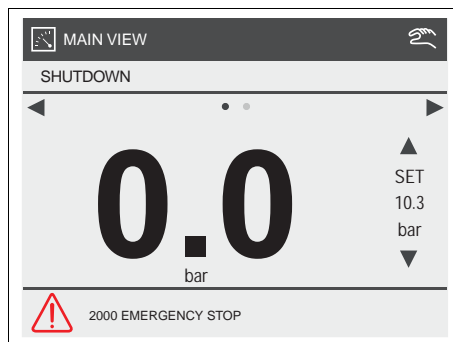 MAIN VIEW
SHUTDOWN
0.0
bar
SET
10.3
bar
2000 EMERGENCY STOP